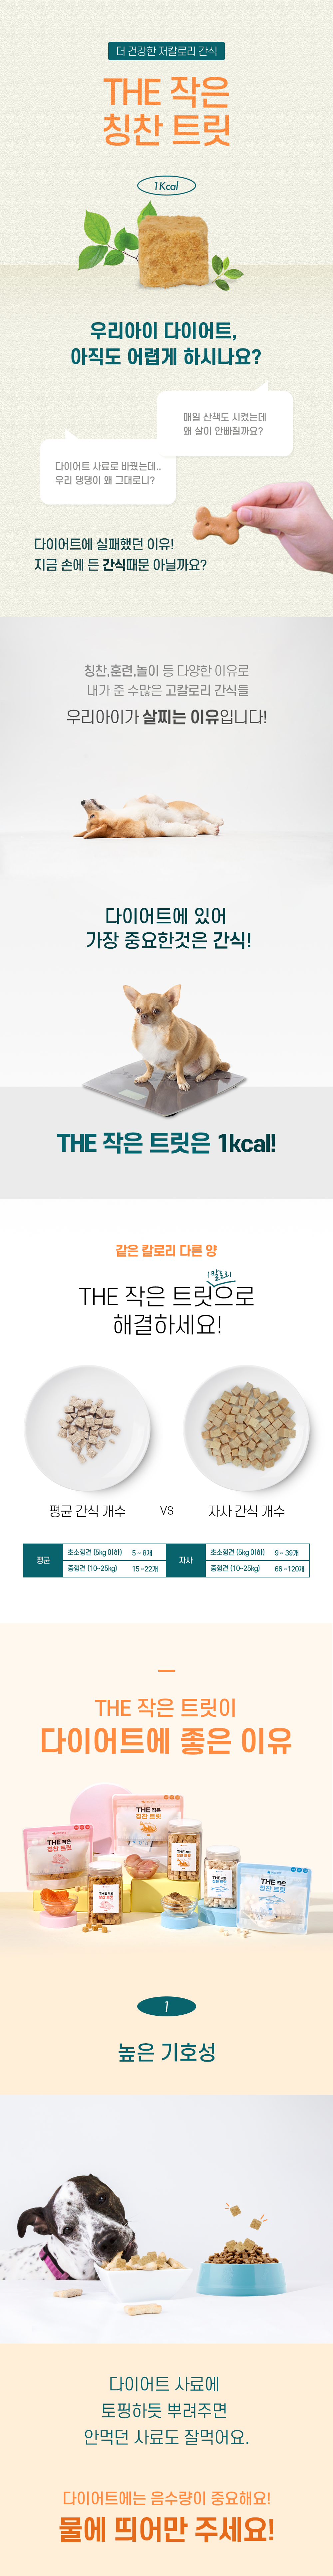 더 건강한 저칼로리 간식
THE 작은
칭찬 트릿
1Kcal
우리아이 다이어트,
아직도 어렵게 하시나요?
매일 산책도 시켰는데
왜 살이 안빠질까요?
다이어트 사료로 바꿨는데..
우리 댕댕이 왜 그대로니?
다이어트에 실패했던 이유!
지금 손에 든 간식때문 아닐까요?
칭찬,훈련,놀이 등 다양한 이유로
내가 준 수많은 고칼로리 간식들
우리아이가 살찌는 이유입니다!
다이어트에 있어
가장 중요한것은 간식!
THE 작은 트릿은 1kcal!
같은 칼로리 다른 양
1칼로리
THE 작은 트릿으로
해결하세요!
평균 간식 개수 VS 자사 간식 개수
평균 초소형견 (5kg 이하) 5 ~ 8개 자사 초소형견 (5kg 이하) 9 ~ 39개
중형견 (10~25kg) 15 ~22개 중형견 (10~25kg) 66 ~120개
THE 작은 트릿이
다이어트에 좋은 이유
THE 작은
칭찬 트릿
THE 작은
칭찬 트릿
THE 작은
칭찬 트릿
1
높은 기호성
다이어트 사료에
토핑하듯 뿌려주면
안먹던 사료도 잘먹어요.
다이어트에는 음수량이 중요해요!
물에 띄어만 주세요!